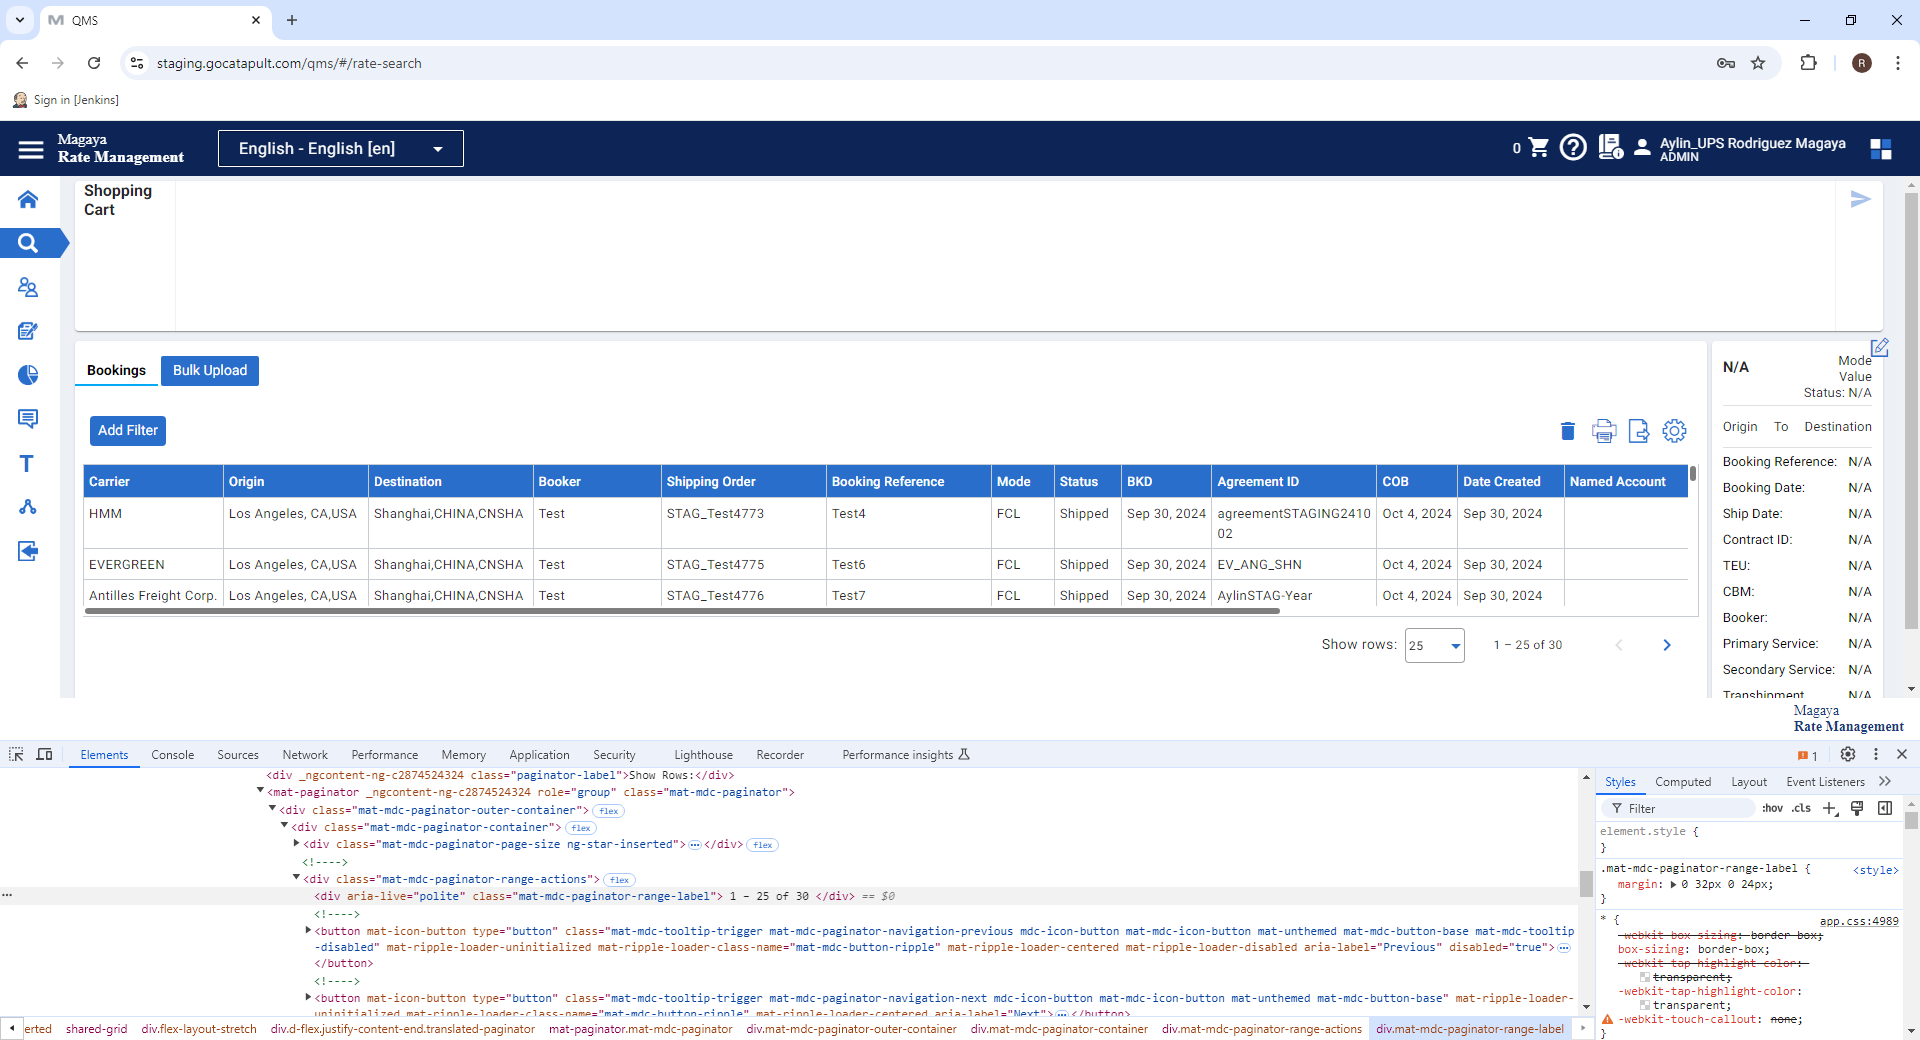 QMS
staging.gocatapult.com/qms/#/rate-search
R
Sign in [Jenkins]
Magaya
Rate Management
English - English [en]
0
Aylin_UPS Rodriguez Magaya
ADMIN
Shopping
Cart
Bookings
Bulk Upload
Add Filter
Carrier Origin Destination Booker Shipping Order Booking Reference Mode Status BKD Agreement ID COB Date Created Named Account
HMM Los Angeles, CA,USA Shanghai,CHINA,CNSHA Test STAG_Test4773 Test4 FCL Shipped Sep 30, 2024 agreementSTAGING2410 Oct 4, 2024 Sep 30, 2024
02
EVERGREEN Los Angeles, CA,USA Shanghai,CHINA,CNSHA Test STAG_Test4775 Test6 FCL Shipped Sep 30, 2024 EV_ANG_SHN Oct 4, 2024 Sep 30, 2024
Antilles Freight Corp. Los Angeles, CA,USA Shanghai,CHINA,CNSHA Test STAG_Test4776 Test7 FCL Shipped Sep 30, 2024 AylinSTAG-Year Oct 4, 2024 Sep 30, 2024
Show rows: 25 1 – 25 of 30
N/A
Mode
Value
Status: N/A
Origin To Destination
Booking Reference: N/A
Booking Date: N/A
Ship Date: N/A
Contract ID: N/A
TEU: N/A
CBM: N/A
Booker: N/A
Primary Service: N/A
Secondary Service: N/A
Transhipment N/A
Magaya
Rate Management
Elements Console Sources Network Performance Memory Application Security Lighthouse Recorder Performance insights 1
<div _ngcontent-ng-c2874524324 class="paginator-label">Show Rows:</div>
<mat-paginator _ngcontent-ng-c2874524324 role="group" class="mat-mdc-paginator">
<div class="mat-mdc-paginator-outer-container"> flex
<div class="mat-mdc-paginator-container"> flex
<div class="mat-mdc-paginator-page-size ng-star-inserted"> … </div> flex
<!---->
<div class="mat-mdc-paginator-range-actions"> flex
<div aria-live="polite" class="mat-mdc-paginator-range-label"> 1 – 25 of 30 </div> == $0
<!---->
<button mat-icon-button type="button" class="mat-mdc-tooltip-trigger mat-mdc-paginator-navigation-previous mdc-icon-button mat-mdc-icon-button mat-unthemed mat-mdc-button-base mat-mdc-tooltip
-disabled" mat-ripple-loader-uninitialized mat-ripple-loader-class-name="mat-mdc-button-ripple" mat-ripple-loader-centered mat-ripple-loader-disabled aria-label="Previous" disabled="true"> …
</button>
<!---->
<button mat-icon-button type="button" class="mat-mdc-tooltip-trigger mat-mdc-paginator-navigation-next mdc-icon-button mat-mdc-icon-button mat-unthemed mat-mdc-button-base" mat-ripple-loader-
uninitialized mat-ripple-loader-class-name="mat-mdc-button-ripple" mat-ripple-loader-centered aria-label="Next"> … </button>
erted shared-grid div.flex-layout-stretch div.d-flex.justify-content-end.translated-paginator mat-paginator.mat-mdc-paginator div.mat-mdc-paginator-outer-container div.mat-mdc-paginator-container div.mat-mdc-paginator-range-actions div.mat-mdc-paginator-range-label
Styles Computed Layout Event Listeners
Filter :hov .cls
element.style {
}
.mat-mdc-paginator-range-label { <style>
margin: 0 32px 0 24px;
}
* { app.css:4989
-webkit-box-sizing: border-box;
box-sizing: border-box;
-webkit-tap-highlight-color:
transparent;
-webkit-tap-highlight-color:
transparent;
-webkit-touch-callout: none;
}